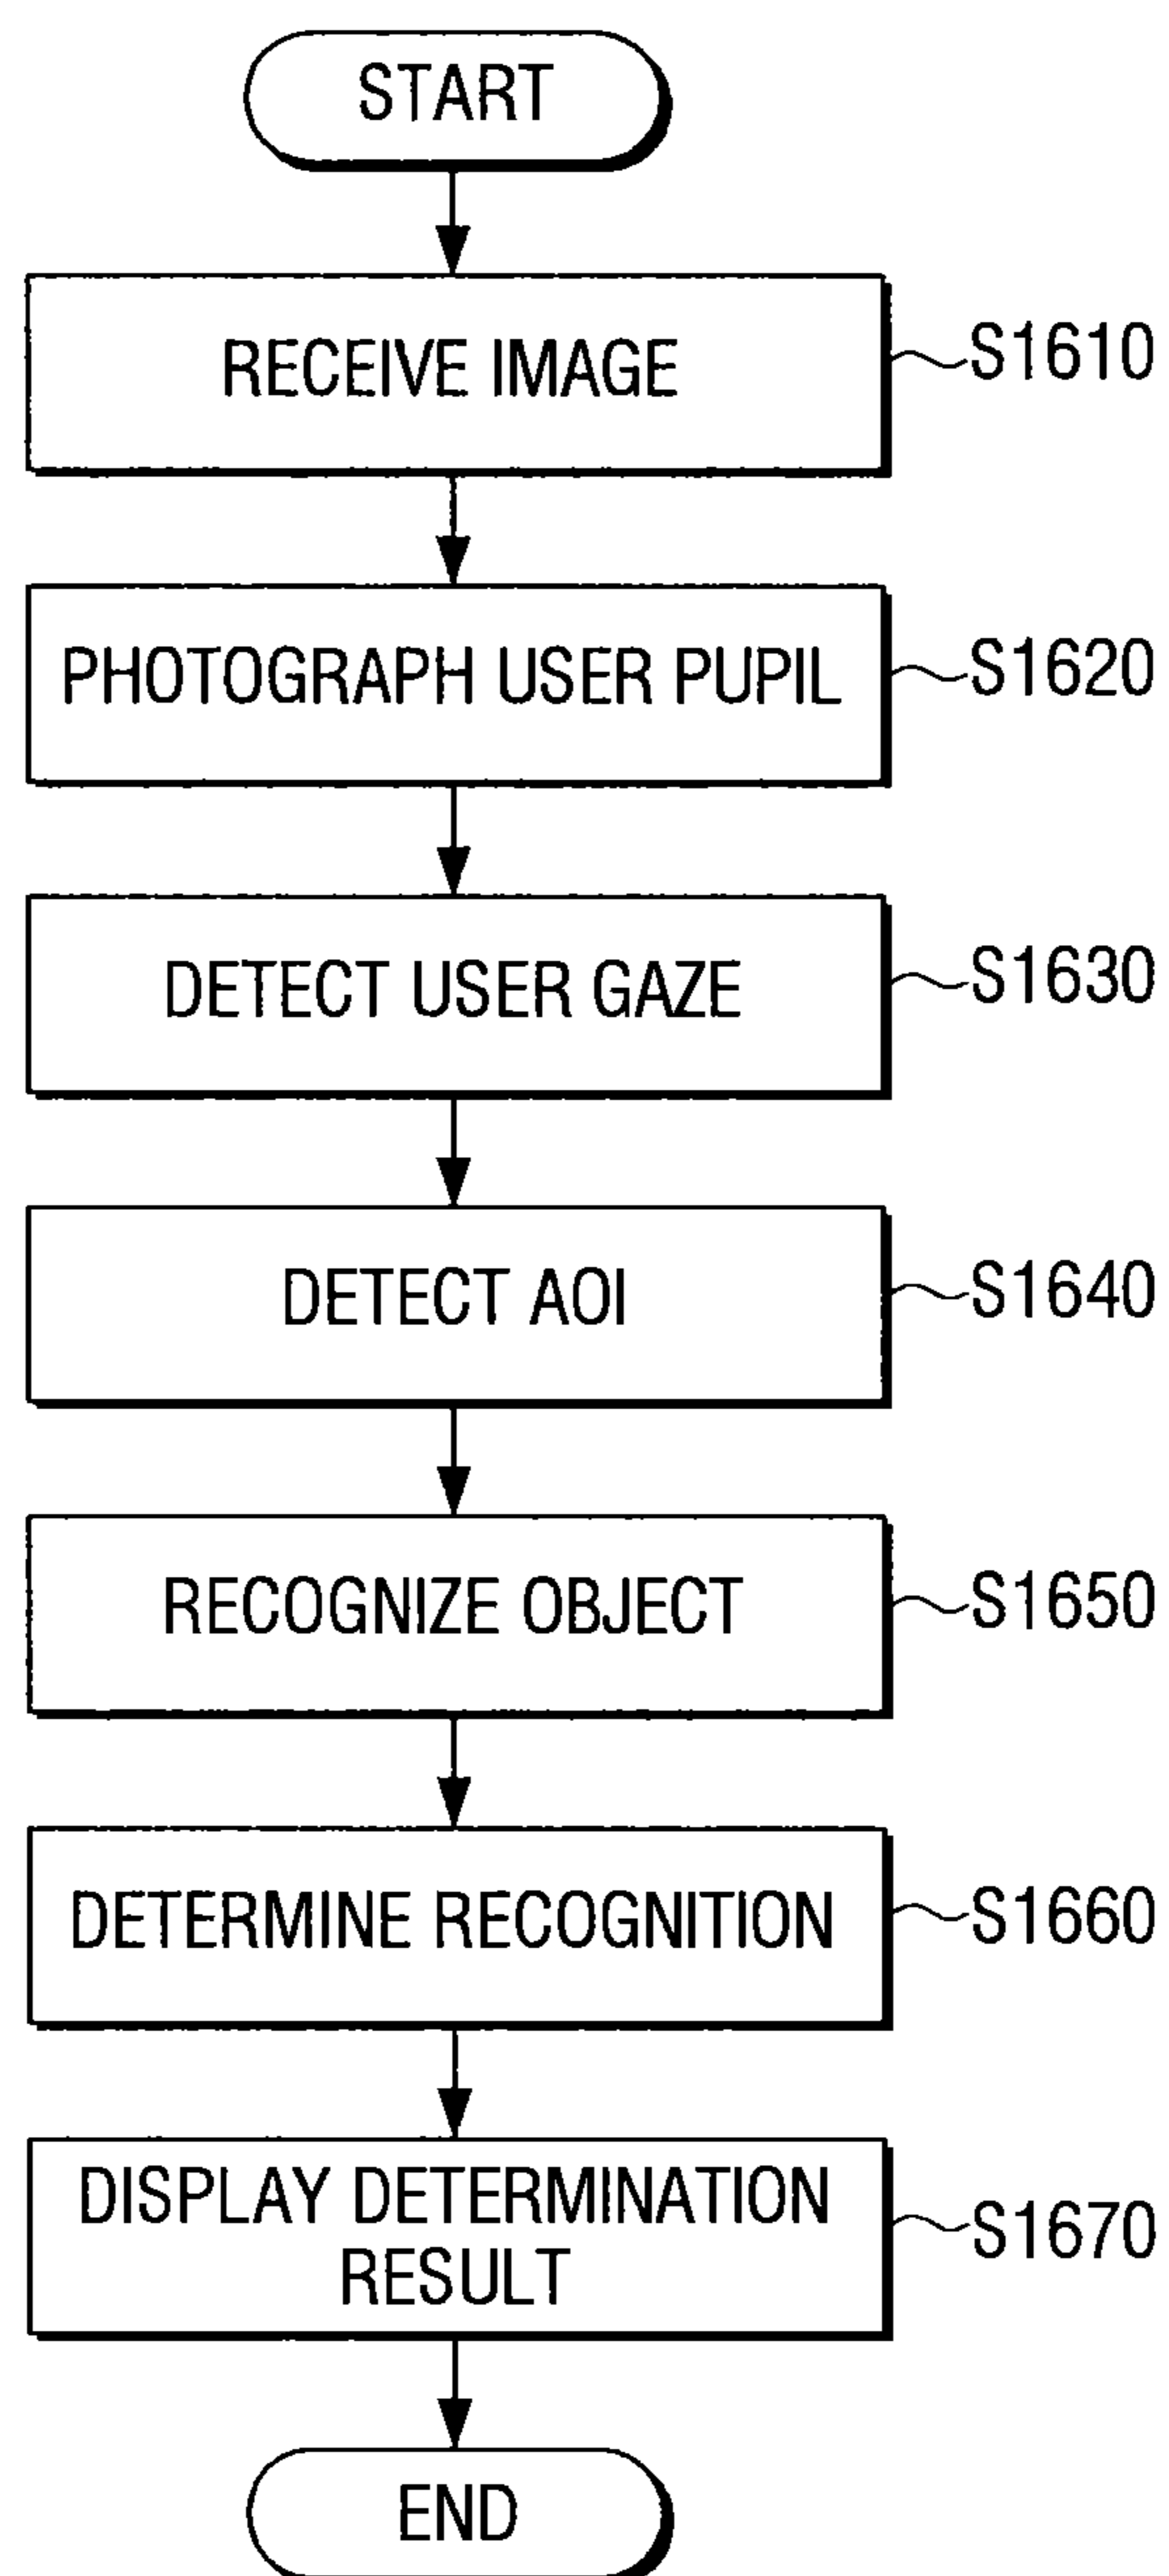 START
RECEIVE IMAGE
S1610
PHOTOGRAPH USER PUPIL
S1620
DETECT USER GAZE
S1630
DETECT AOI
S1640
RECOGNIZE OBJECT
S1650
DETERMINE RECOGNITION
S1660
DISPLAY DETERMINATION
RESULT
S1670
END